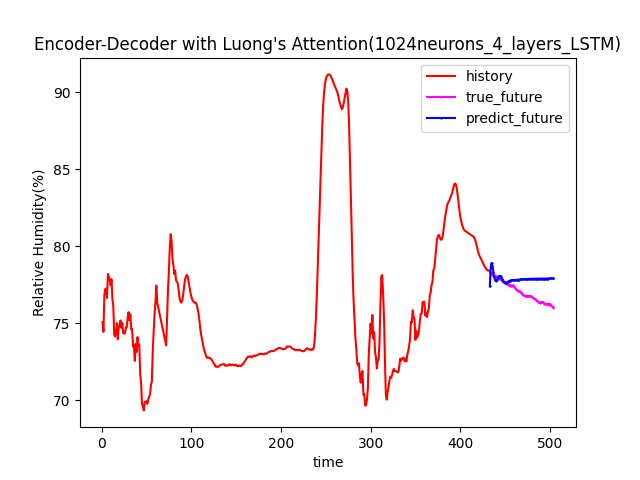 Encoder-Decoder with Luong's Attention(1024neurons_4_layers_LSTM)
history
true_future
predict_future
Relative Humidity(%)
90
85
80
75
70
0 100 200 300 400 500
time